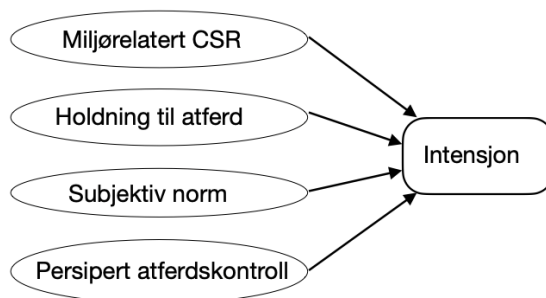 Miljørelatert CSR
Holdning til atferd
Intensjon
Subjektiv norm
Persipert atferdskontroll